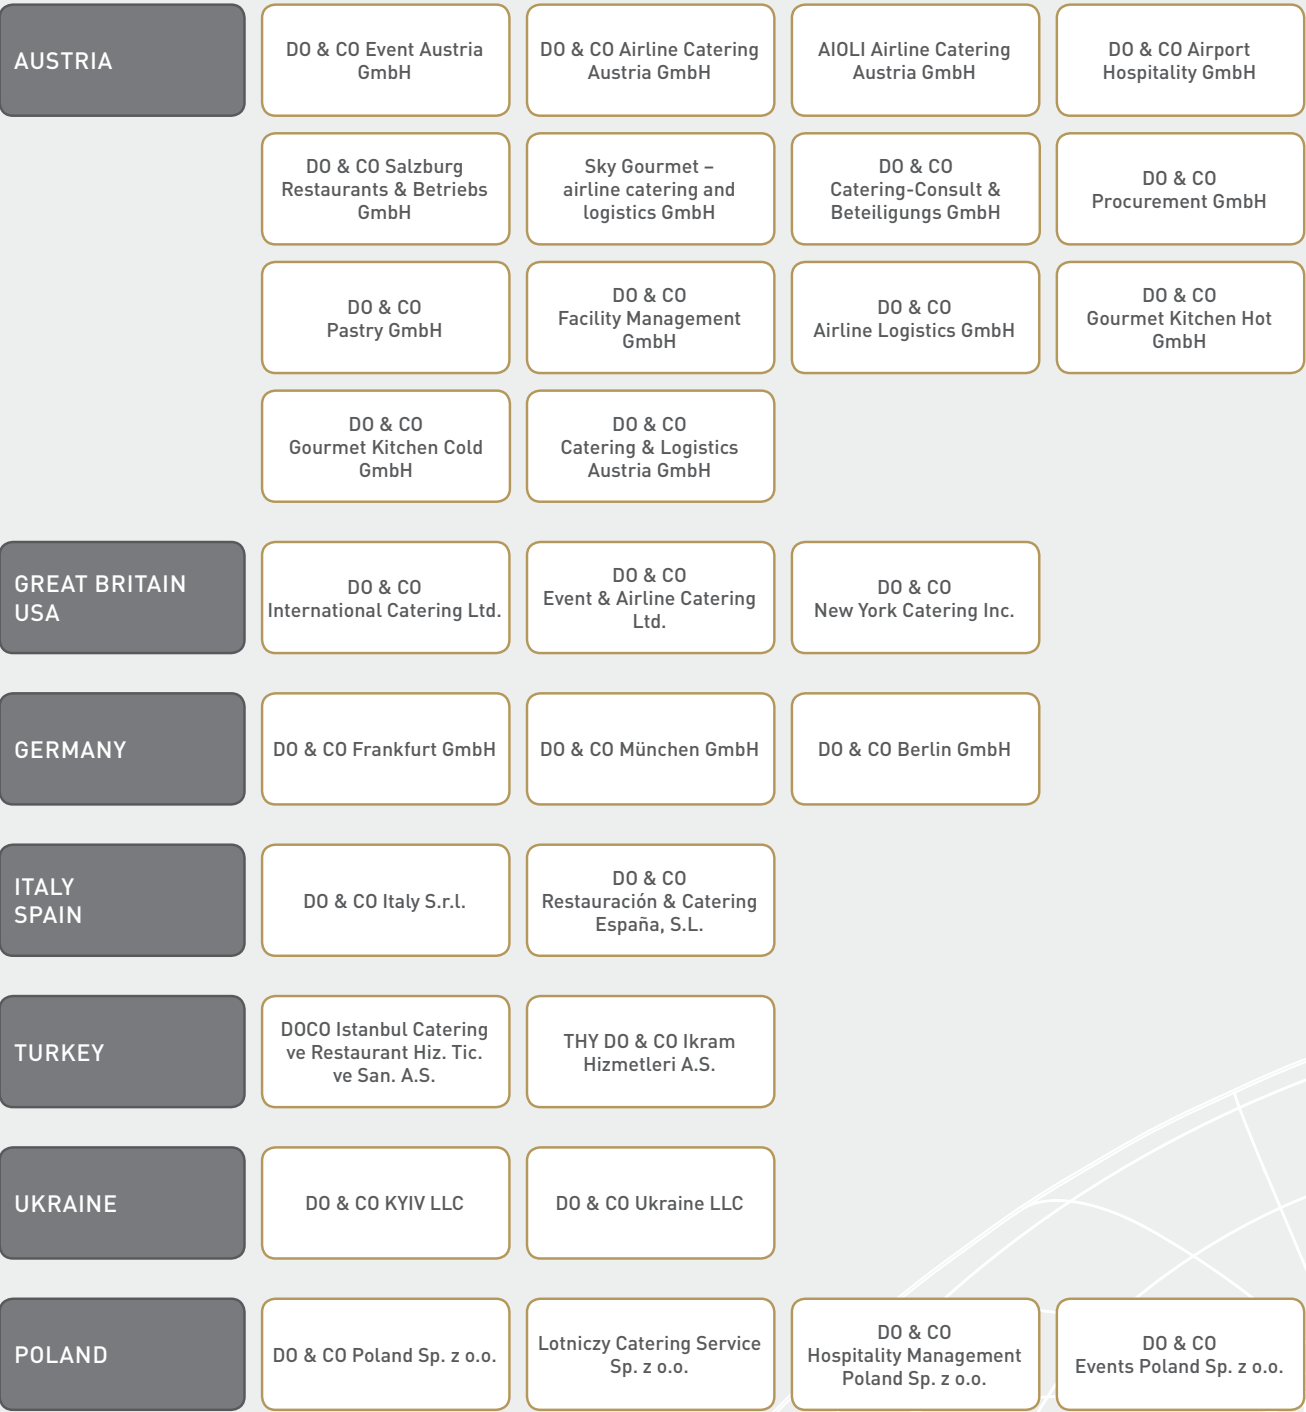 AUSTRIA
DO & CO Event Austria
GmbH
DO & CO Airline Catering
Austria GmbH
AIOLI Airline Catering
Austria GmbH
DO & CO Airport
Hospitality GmbH
DO & CO Salzburg
Restaurants & Betriebs
GmbH
Sky Gourmet –
airline catering and
logistics GmbH
DO & CO
Catering-Consult &
Beteiligungs GmbH
DO & CO
Procurement GmbH
DO & CO
Pastry GmbH
DO & CO
Facility Management
GmbH
DO & CO
Airline Logistics GmbH
DO & CO
Gourmet Kitchen Hot
GmbH
DO & CO
Gourmet Kitchen Cold
GmbH
DO & CO
Catering & Logistics
Austria GmbH
GREAT BRITAIN
USA
DO & CO
International Catering Ltd.
DO & CO
Event & Airline Catering
Ltd.
DO & CO
New York Catering Inc.
GERMANY
DO & CO Frankfurt GmbH
DO & CO München GmbH
DO & CO Berlin GmbH
ITALY
SPAIN
DO & CO Italy S.r.l.
DO & CO
Restauración & Catering
España, S.L.
TURKEY
DOCO Istanbul Catering
ve Restaurant Hiz. Tic.
ve San. A.S.
THY DO & CO Ikram
Hizmetleri A.S.
UKRAINE
DO & CO KYIV LLC
DO & CO Ukraine LLC
POLAND
DO & CO Poland Sp. z o.o.
Lotniczy Catering Service
Sp. z o.o.
DO & CO
Hospitality Management
Poland Sp. z o.o.
DO & CO
Events Poland Sp. z o.o.